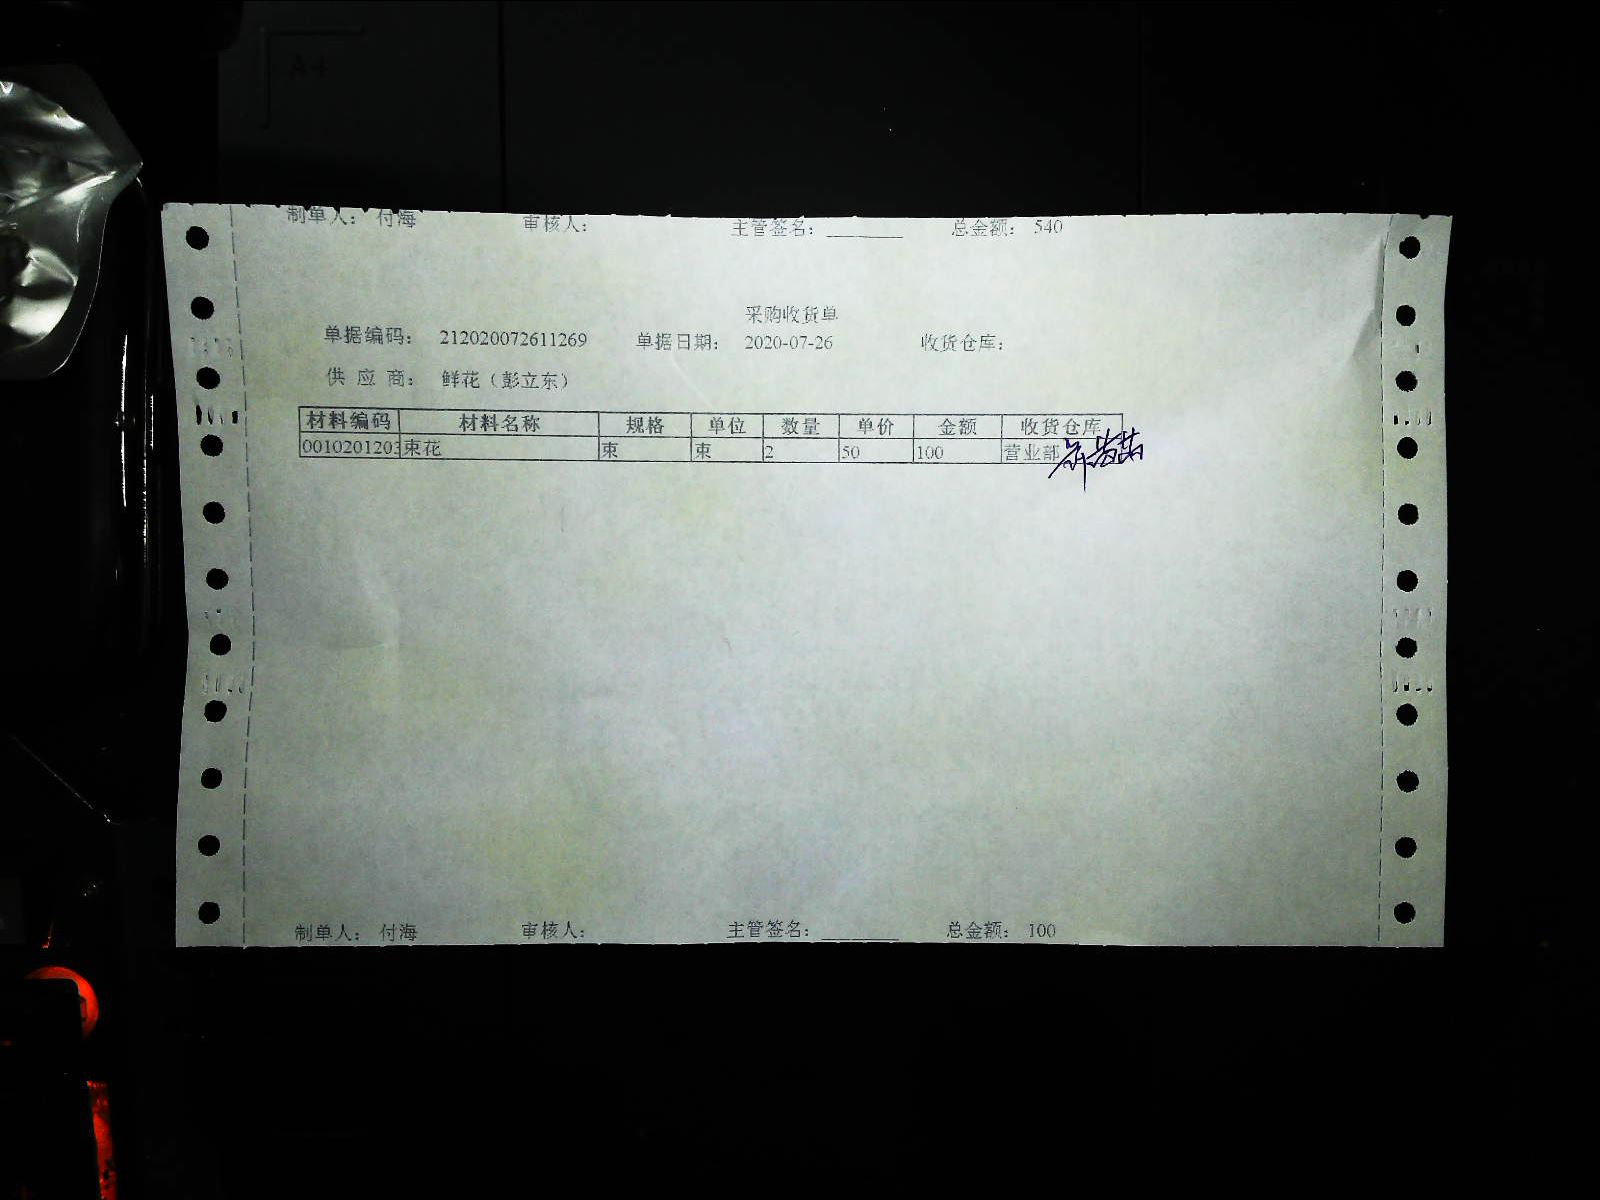 制单人： 付海 审核人： 主管签名：________ 总金额： 540
采购收货单
单据编码： 212020072611269 单据日期： 2020-07-26 收货仓库：
供 应 商： 鲜花（彭立东）
材料编码 材料名称 规格 单位 数量 单价 金额 收货仓库
0010201203 束花 束 束 2 50 100 营业部
制单人： 付海 审核人： 主管签名：________ 总金额： 100